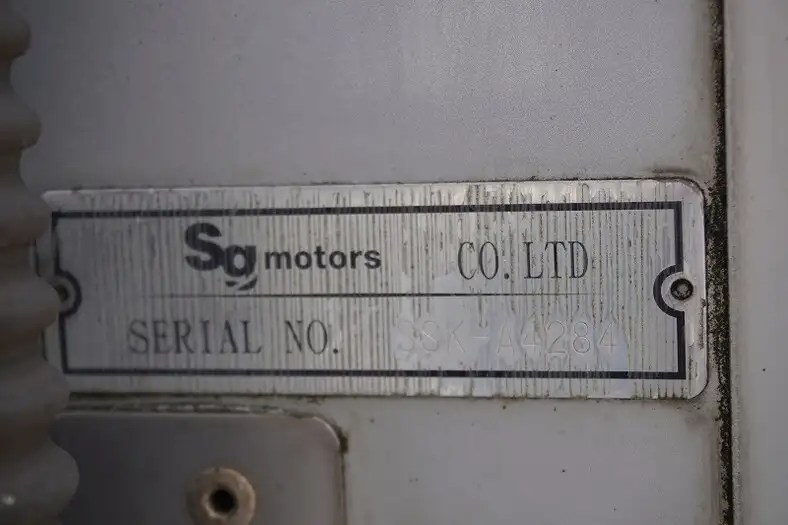 Sg motors CO. LTD
SERIAL NO. SSK-A4284